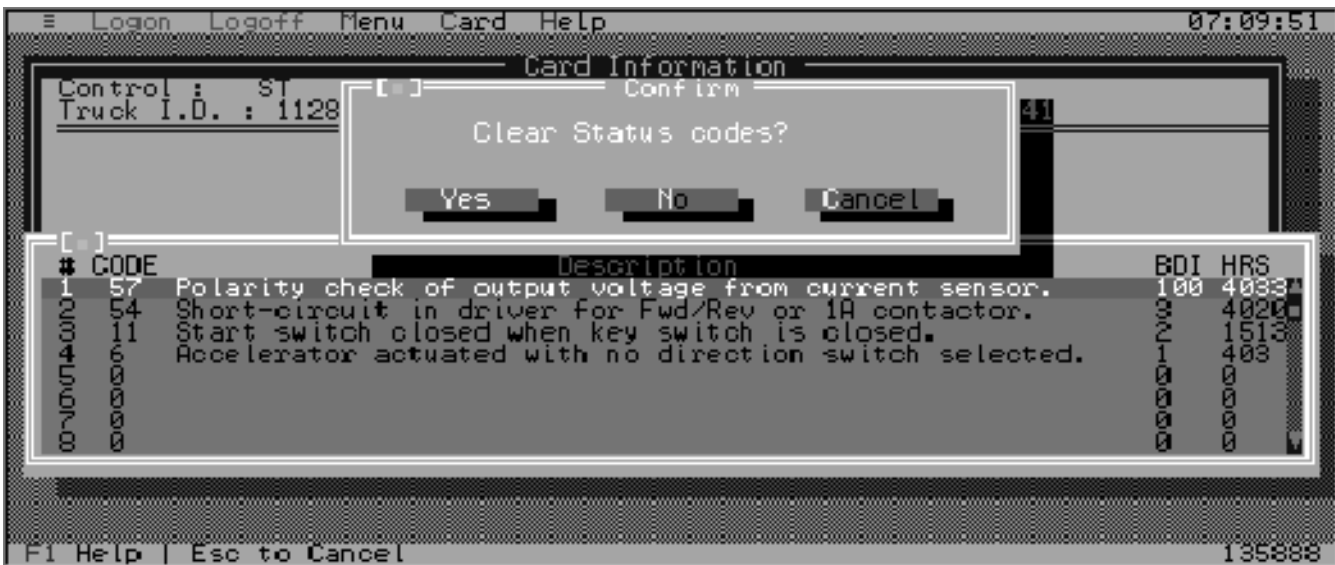 ≡ Logon Logoff Menu Card Help 07:09:51
Card Information
Control : ST
Truck I.D. : 1128
41
Confirm
Clear Status codes?
Yes No Cancel
# CODE Description BDI HRS
1 57 Polarity check of output voltage from current sensor. 100 4033
2 54 Short-circuit in driver for Fwd/Rev or 1A contactor. 3 4020
3 11 Start switch closed when key switch is closed. 2 1513
4 6 Accelerator actuated with no direction switch selected. 1 403
5 0 0 0
6 0 0 0
7 0 0 0
8 0 0 0
F1 Help | Esc to Cancel 135888